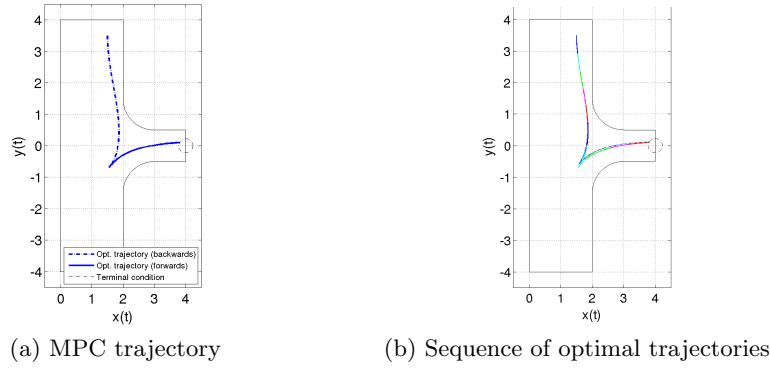 4
3
2
1
0
-1
-2
-3
-4
y(t)
0 1 2 3 4
x(t)
Opt. trajectory (backwards)
Opt. trajectory (forwards)
Terminal condition
(a) MPC trajectory
4
3
2
1
0
-1
-2
-3
-4
y(t)
0 1 2 3 4
x(t)
(b) Sequence of optimal trajectories